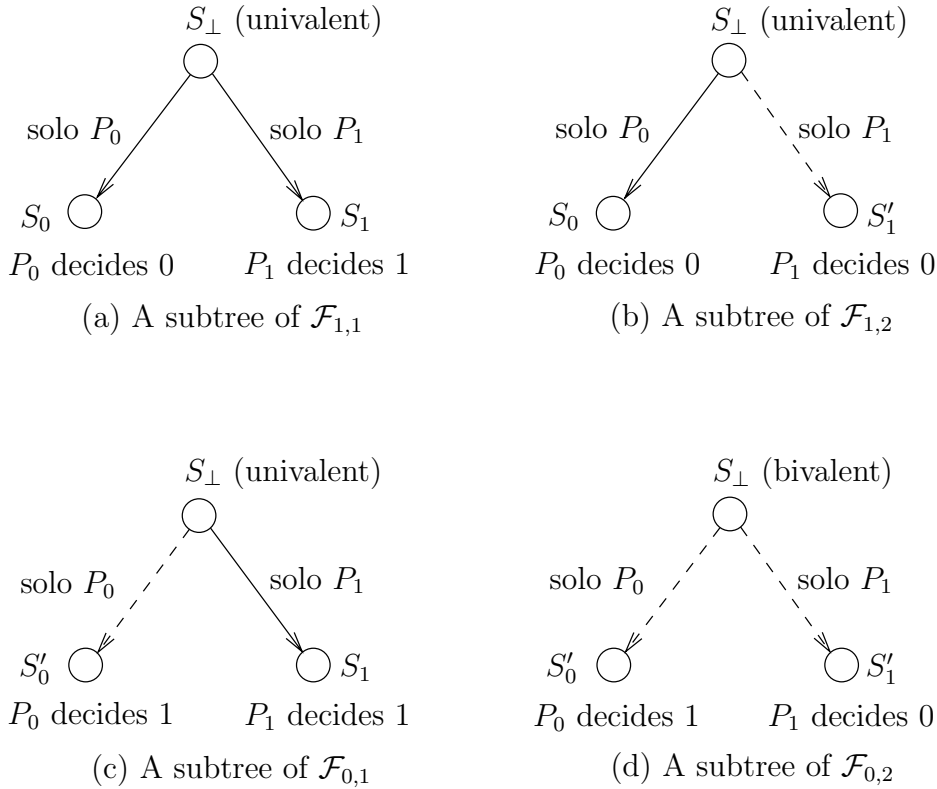 S⊥ (univalent)
solo P0
solo P1
S0
S1
P0 decides 0
P1 decides 1
(a) A subtree of F1,1
S⊥ (bivalent)
solo P0
solo P1
S0
S′1
P0 decides 0
P1 decides 0
(b) A subtree of F1,2
S⊥ (univalent)
solo P0
solo P1
S′0
S1
P0 decides 1
P1 decides 1
(c) A subtree of F0,1
S⊥ (bivalent)
solo P0
solo P1
S′0
S′1
P0 decides 1
P1 decides 0
(d) A subtree of F0,2